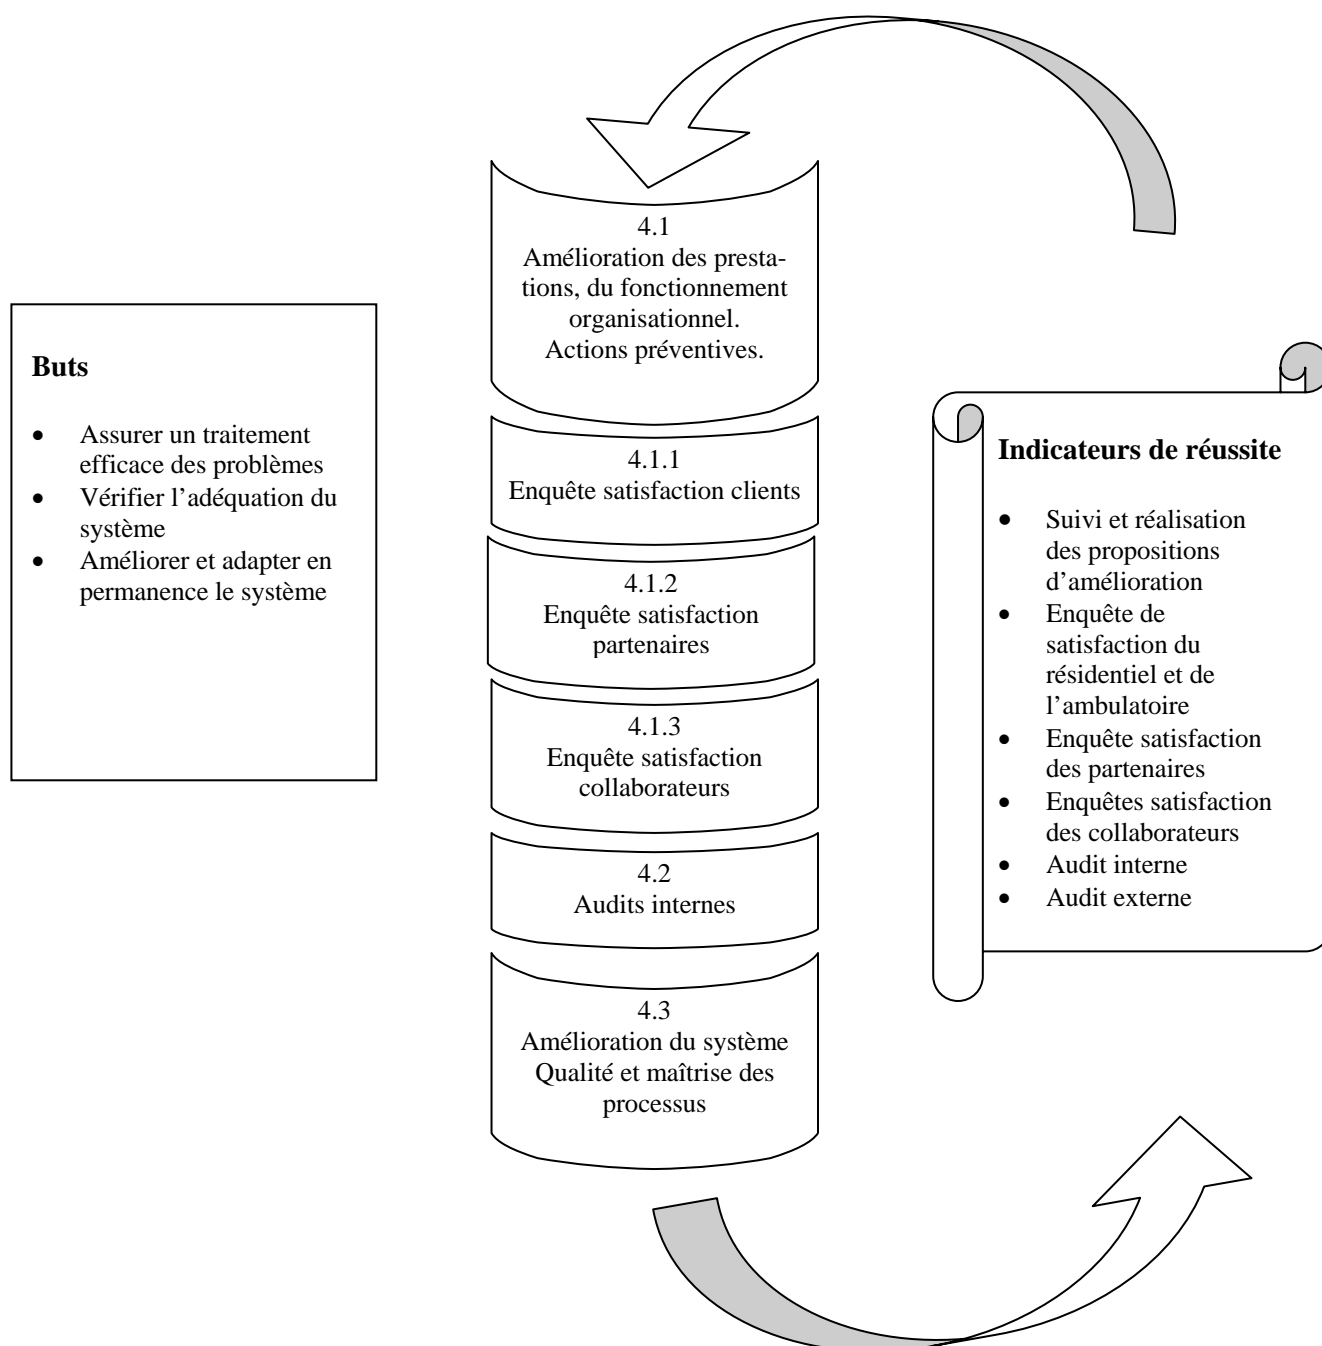 4.1
Amélioration des presta-
tions, du fonctionnement
organisationnel.
Actions préventives.
Buts
• Assurer un traitement
efficace des problèmes
• Vérifier l’adéquation du
système
• Améliorer et adapter en
permanence le système
4.1.1
Enquête satisfaction clients
4.1.2
Enquête satisfaction
partenaires
4.1.3
Enquête satisfaction
collaborateurs
4.2
Audits internes
4.3
Amélioration du système
Qualité et maîtrise des
processus
Indicateurs de réussite
• Suivi et réalisation
des propositions
d’amélioration
• Enquête de
satisfaction du
résidentiel et de
l’ambulatoire
• Enquête satisfaction
des partenaires
• Enquêtes satisfaction
des collaborateurs
• Audit interne
• Audit externe